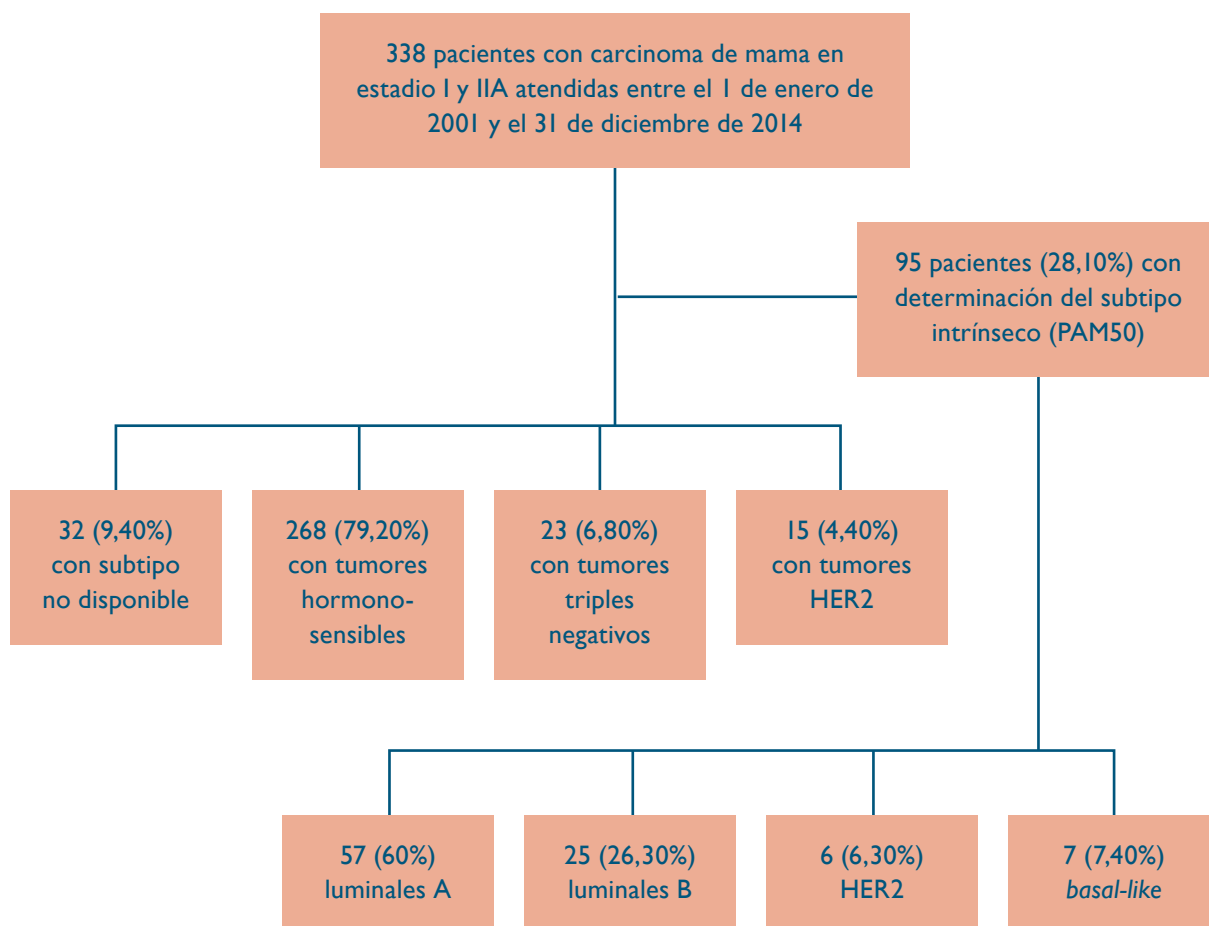 338 pacientes con carcinoma de mama en
estadio I y IIA atendidas entre el 1 de enero de
2001 y el 31 de diciembre de 2014
95 pacientes (28,10%) con
determinación del subtipo
intrínseco (PAM50)
32 (9,40%)
con subtipo
no disponible
268 (79,20%)
con tumores
hormono-
sensibles
23 (6,80%)
con tumores
triples
negativos
15 (4,40%)
con tumores
HER2
57 (60%)
luminales A
25 (26,30%)
luminales B
6 (6,30%)
HER2
7 (7,40%)
basal-like